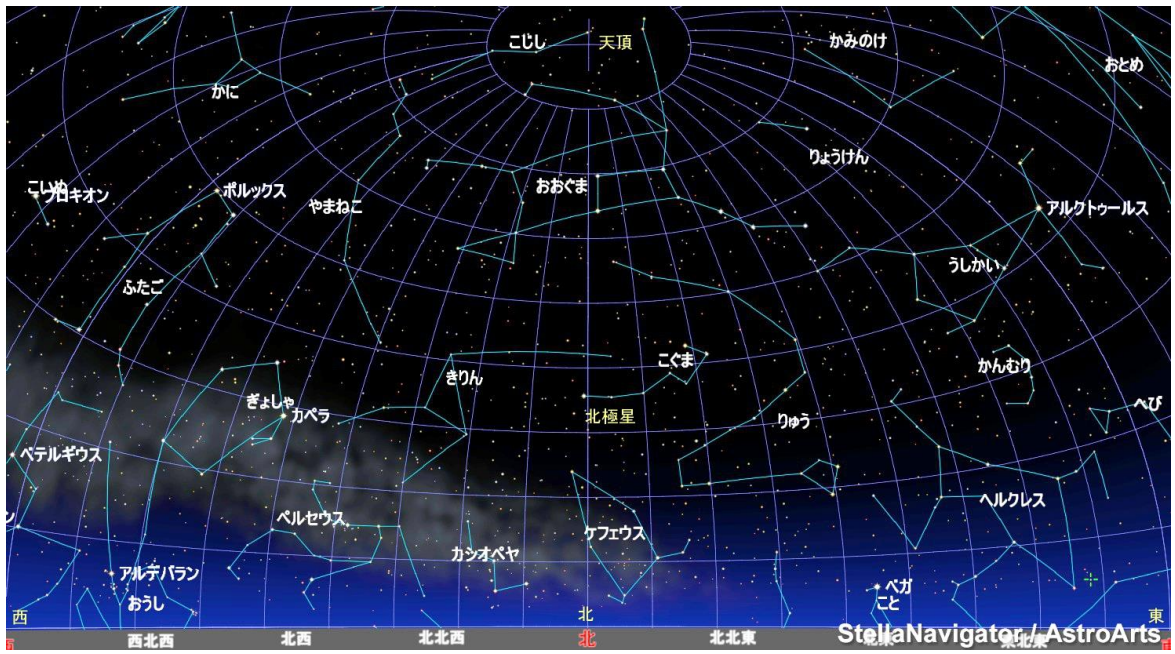 こじし
天頂
かみのけ
おとめ
かに
りょうけん
こいぬ
プロキオン
ポルックス
やまねこ
おおぐま
アルクトゥールス
うしかい
ふたご
きりん
こぐま
かんむり
ぎょしゃ
カペラ
北極星
りゅう
へび
ベテルギウス
ヘルクレス
ン
ペルセウス
ケフェウス
カシオペヤ
アルデバラン
おうし
ベガ
こと
西
北
東
西北西
北西
北北西
北
北北東
北東
東北東
StellaNavigator / AstroArts